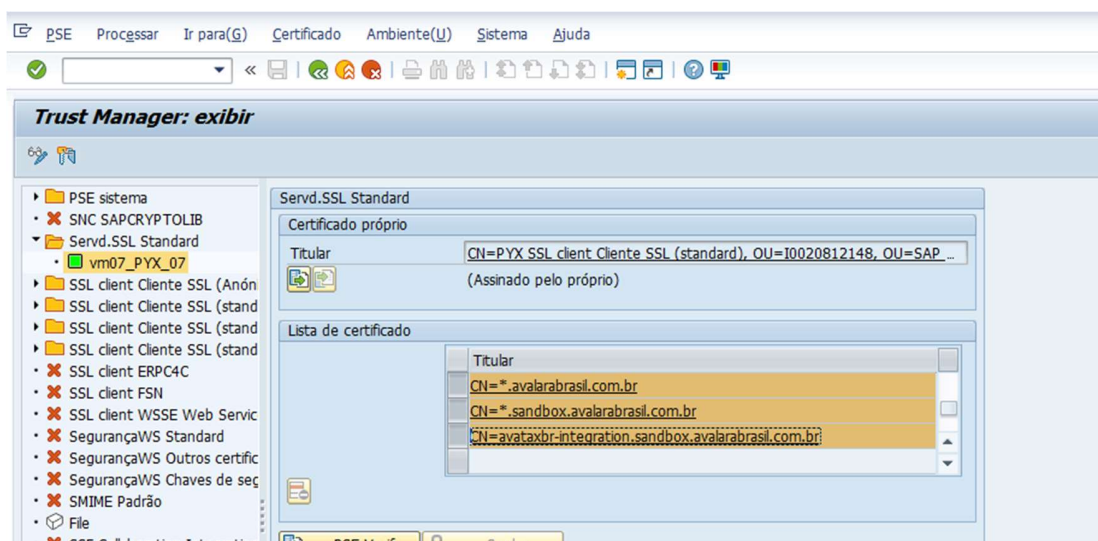 PSE Processar Ir para(G) Certificado Ambiente(U) Sistema Ajuda
Trust Manager: exibir
PSE sistema
SNC SAPCRYPTOLIB
Servd.SSL Standard
vm07_PYX_07
SSL client Cliente SSL (Anón
SSL client Cliente SSL (stand
SSL client Cliente SSL (stand
SSL client Cliente SSL (stand
SSL client ERPC4C
SSL client FSN
SSL client WSSE Web Servic
SegurançaWS Standard
SegurançaWS Outros certific
SegurançaWS Chaves de seg
SMIME Padrão
File
Servd.SSL Standard
Certificado próprio
Titular CN=PYX SSL client Cliente SSL (standard), OU=I0020812148, OU=SAP ...
(Assinado pelo próprio)
Lista de certificado
Titular
CN=*.avalarabrasil.com.br
CN=*.sandbox.avalarabrasil.com.br
CN=avataxbr-integration.sandbox.avalarabrasil.com.br